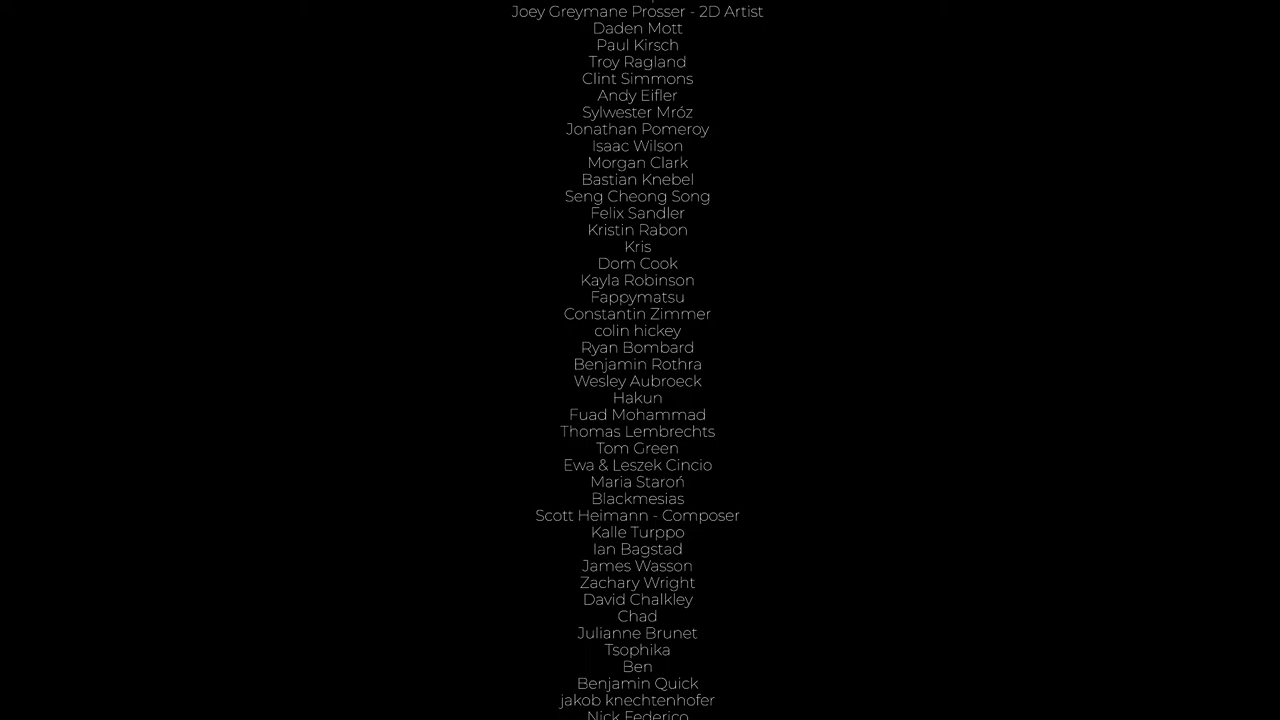 Joey Greymane Prosser - 2D Artist
Daden Mott
Paul Kirsch
Troy Ragland
Clint Simmons
Andy Eifler
Sylwester Mróz
Jonathan Pomeroy
Isaac Wilson
Morgan Clark
Bastian Knebel
Seng Cheong Song
Felix Sandler
Kristin Rabon
Kris
Dom Cook
Kayla Robinson
Fappymatsu
Constantin Zimmer
colin hickey
Ryan Bombard
Benjamin Rothra
Wesley Aubroeck
Hakun
Fuad Mohammad
Thomas Lembrechts
Tom Green
Ewa & Leszek Cincio
Maria Staroń
Blackmesias
Scott Heimann - Composer
Kalle Turppo
Ian Bagstad
James Wasson
Zachary Wright
David Chalkley
Chad
Julianne Brunet
Tsophika
Ben
Benjamin Quick
jakob knechtenhofer
Nick Federico